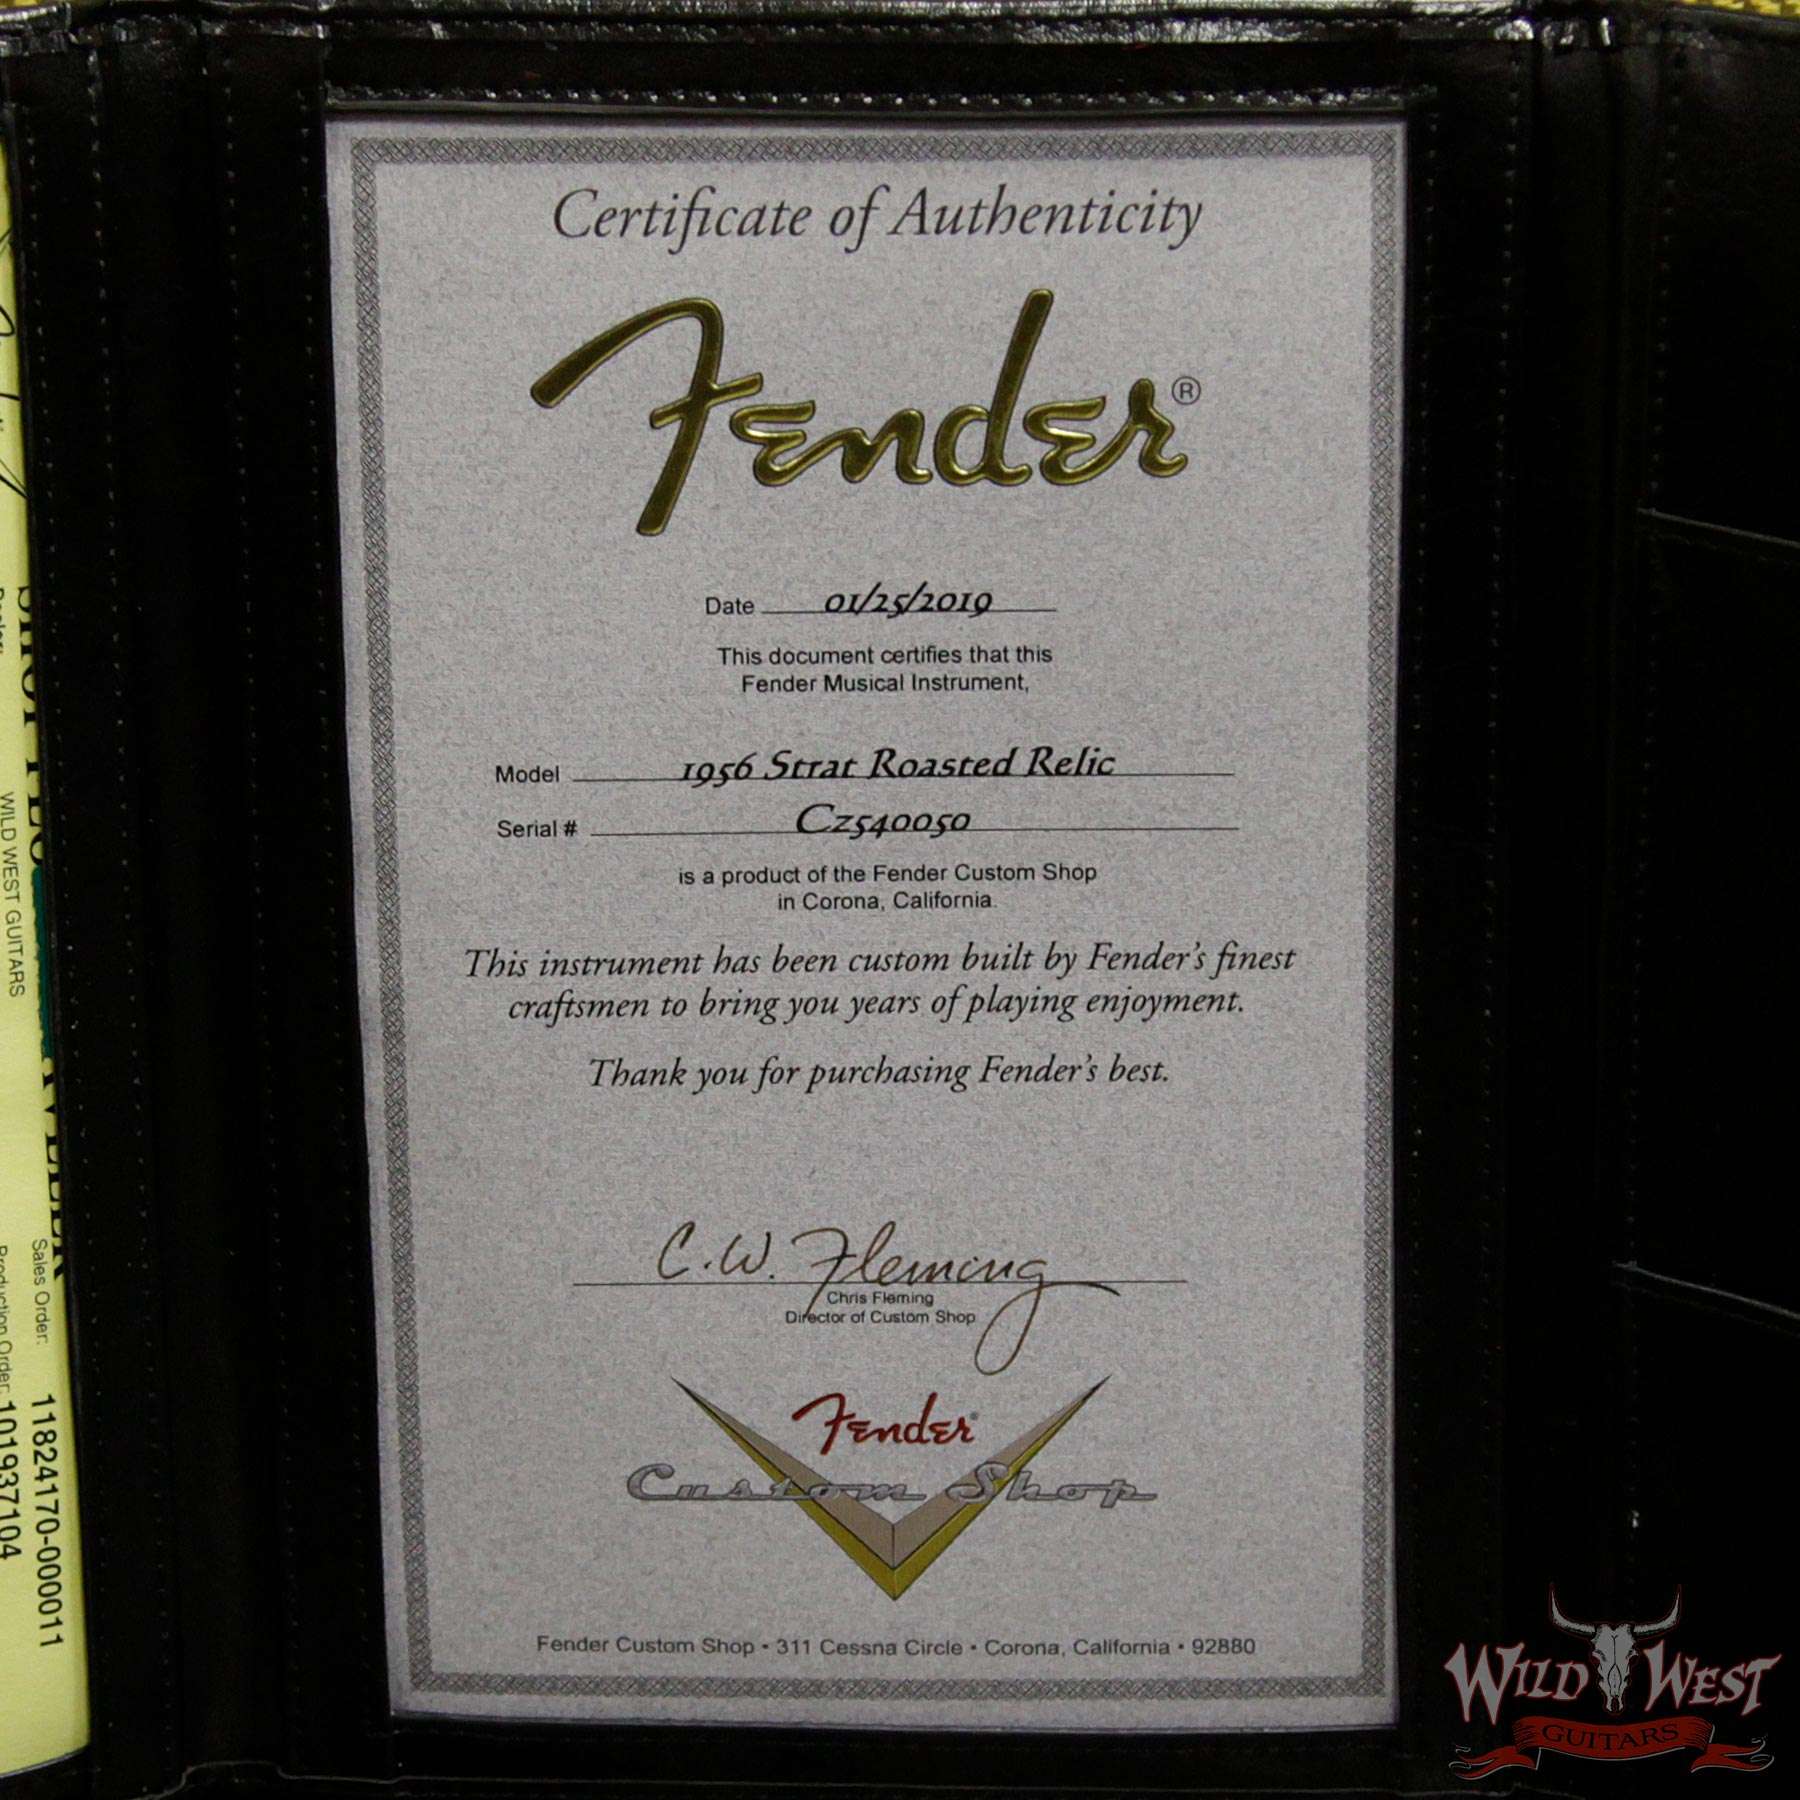 Certificate of Authenticity
Fender®
Date 01/25/2019
This document certifies that this
Fender Musical Instrument,
Model 1956 Strat Roasted Relic
Serial # CZ540050
is a product of the Fender Custom Shop
in Corona, California.
This instrument has been custom built by Fender's finest
craftsmen to bring you years of playing enjoyment.
Thank you for purchasing Fender's best.
C.W. Fleming
Chris Fleming
Director of Custom Shop
Fender
Custom Shop
Fender Custom Shop • 311 Cessna Circle • Corona, California • 92880
WILD WEST GUITARS
Sales Order: 11824170-000011
Production Order: 101937104
WILD WEST
GUITARS